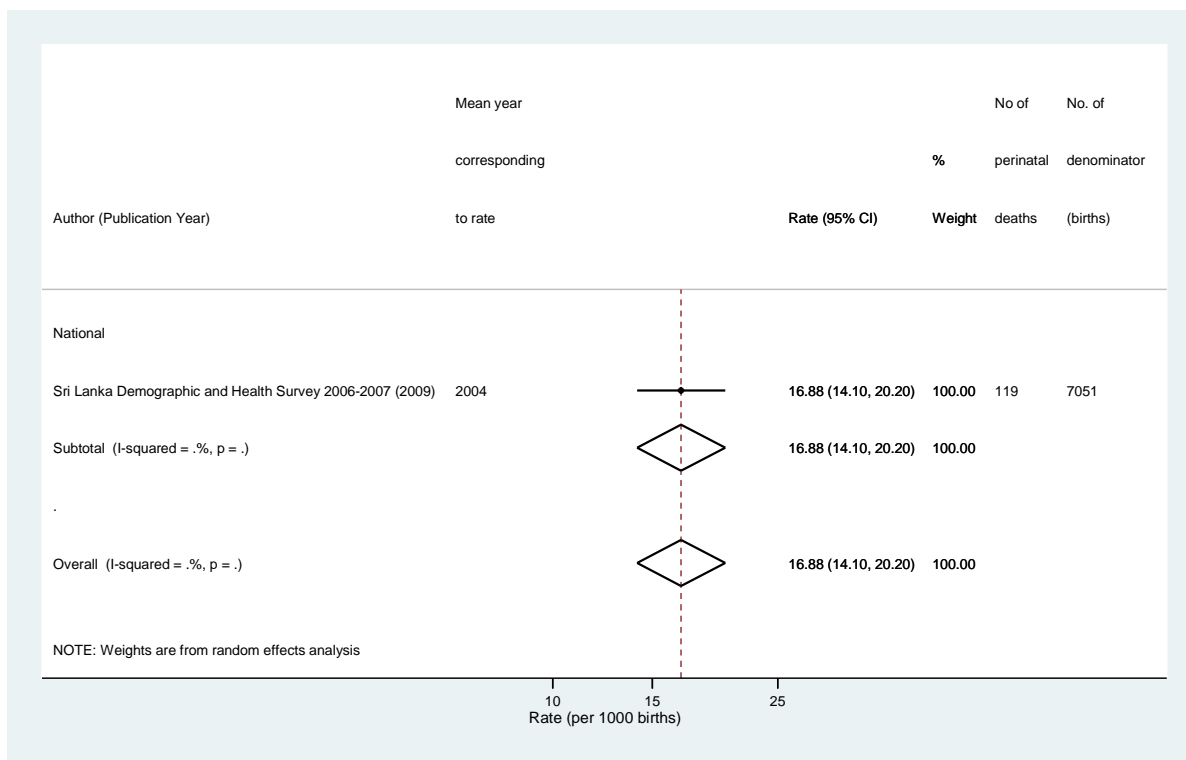 Mean year No of No. of
corresponding % perinatal denominator
Author (Publication Year) to rate Rate (95% CI) Weight deaths (births)
National
Sri Lanka Demographic and Health Survey 2006-2007 (2009) 2004 16.88 (14.10, 20.20) 100.00 119 7051
Subtotal (I-squared = .%, p = .) 16.88 (14.10, 20.20) 100.00
.
Overall (I-squared = .%, p = .) 16.88 (14.10, 20.20) 100.00
NOTE: Weights are from random effects analysis
10 15 25
Rate (per 1000 births)